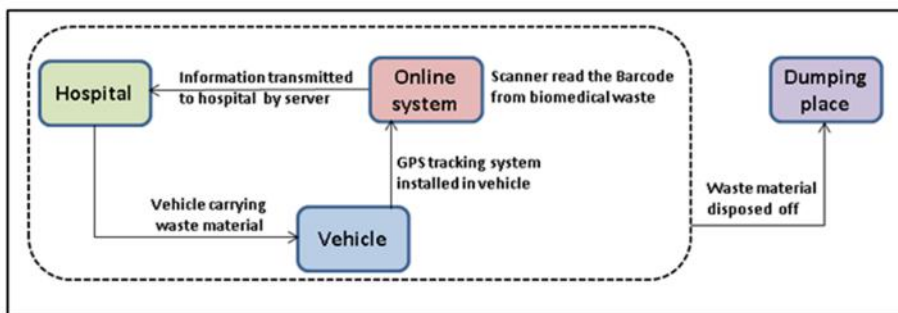 Hospital
Information transmitted
to hospital by server
Online
system
Scanner read the Barcode
from biomedical waste
Dumping
place
GPS tracking system
installed in vehicle
Vehicle carrying
waste material
Vehicle
Waste material
disposed off